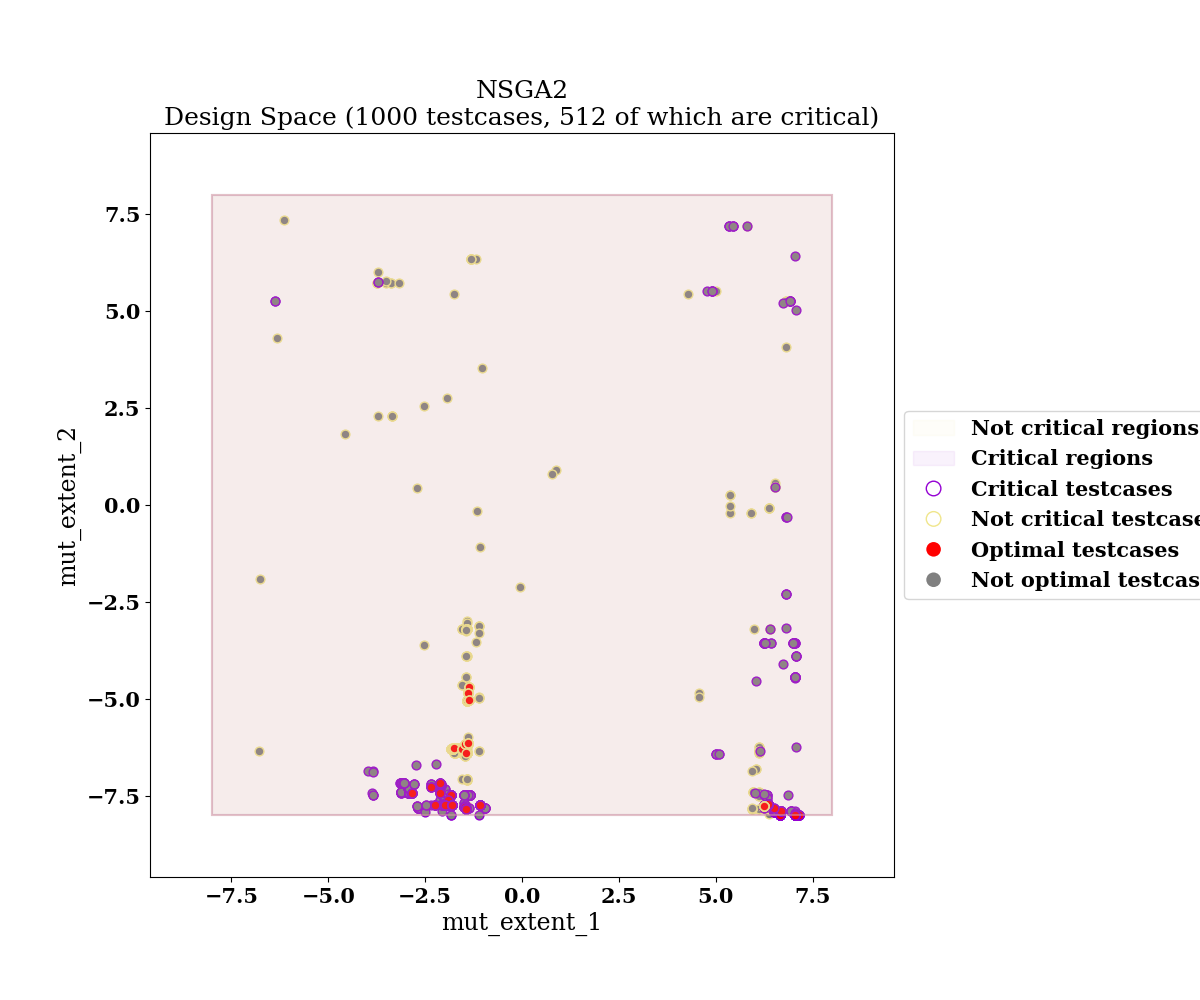 NSGA2
Design Space (1000 testcases, 512 of which are critical)
7.5
5.0
2.5
0.0
−2.5
−5.0
−7.5
mut_extent_2
−7.5 −5.0 −2.5 0.0 2.5 5.0 7.5
mut_extent_1
Not critical regions
Critical regions
Critical testcases
Not critical testcase
Optimal testcases
Not optimal testcas